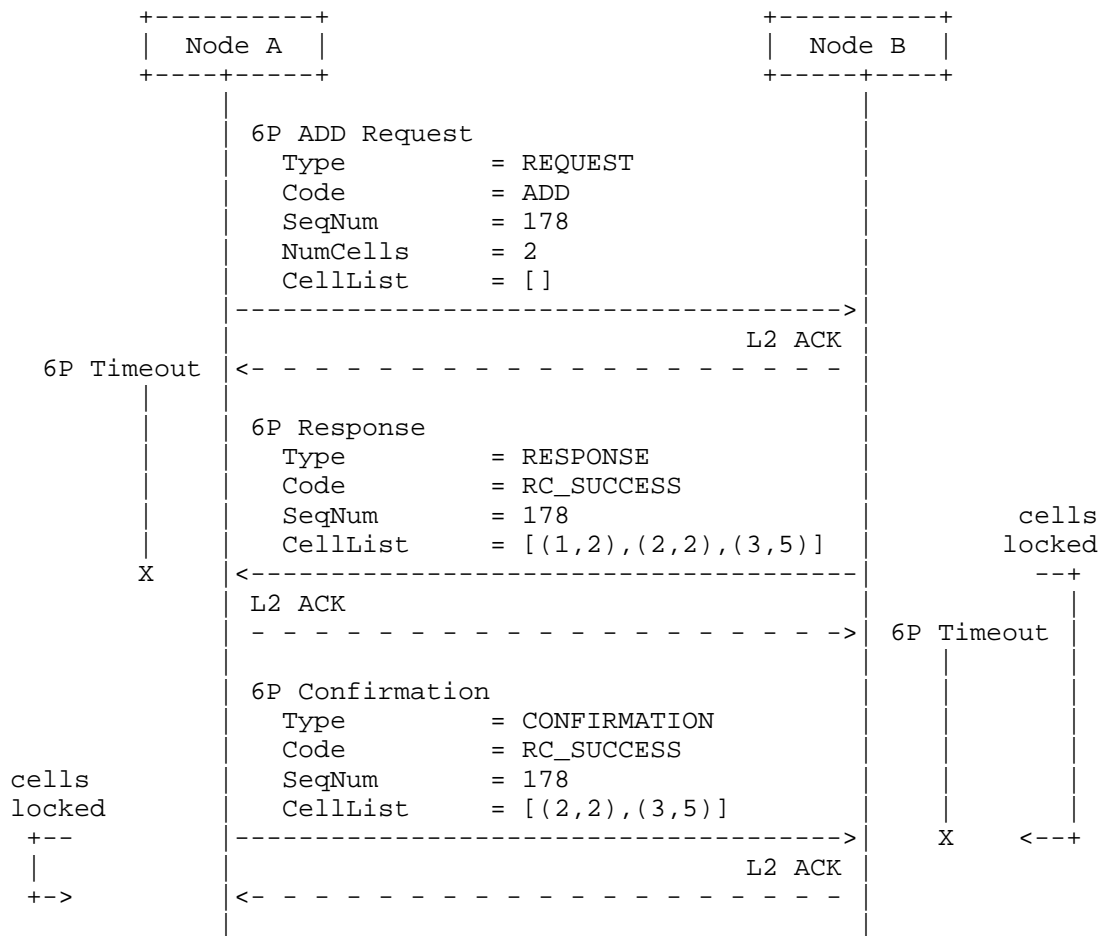 Node A Node B
6P ADD Request
Type = REQUEST
Code = ADD
SeqNum = 178
NumCells = 2
CellList = []
L2 ACK
6P Timeout
6P Response
Type = RESPONSE
Code = RC_SUCCESS
SeqNum = 178 cells
CellList = [(1,2),(2,2),(3,5)] locked
X
L2 ACK
6P Timeout
6P Confirmation
Type = CONFIRMATION
Code = RC_SUCCESS
cells SeqNum = 178
locked CellList = [(2,2),(3,5)]
X
L2 ACK